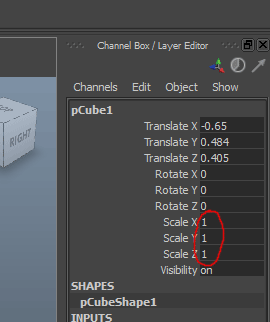 Channel Box / Layer Editor
Channels Edit Object Show
pCube1
Translate X -0.65
Translate Y 0.484
Translate Z 0.405
Rotate X 0
Rotate Y 0
Rotate Z 0
Scale X 1
Scale Y 1
Scale Z 1
Visibility on
SHAPES
pCubeShape1
INPUTS
RIGHT